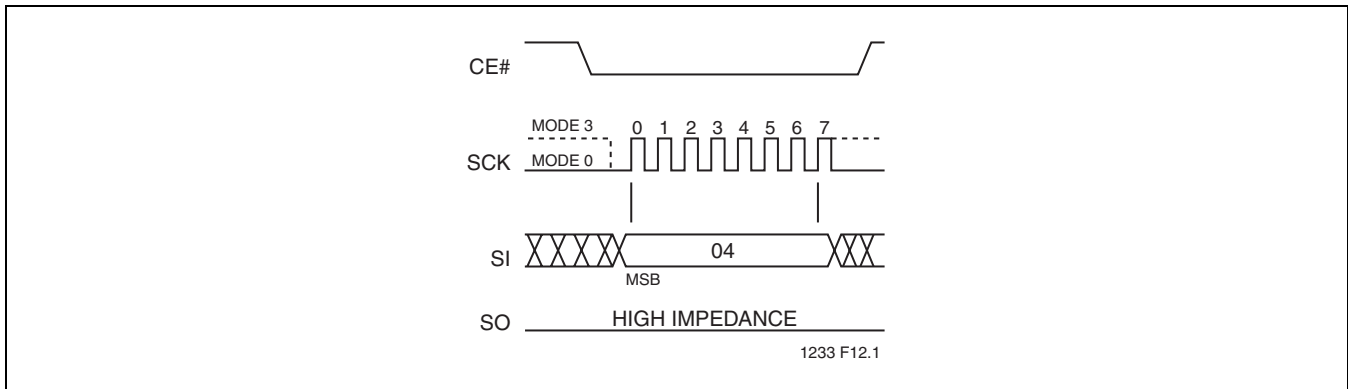 CE#
MODE 3
0 1 2 3 4 5 6 7
SCK
MODE 0
SI
04
MSB
SO
HIGH IMPEDANCE
1233 F12.1